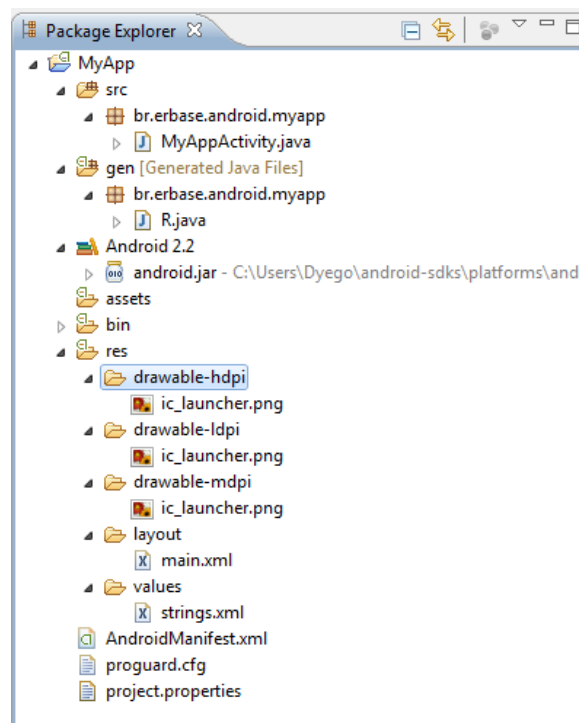 Package Explorer
MyApp
src
br.erbase.android.myapp
MyAppActivity.java
gen [Generated Java Files]
br.erbase.android.myapp
R.java
Android 2.2
android.jar - C:\Users\Dyego\android-sdks\platforms\and
assets
bin
res
drawable-hdpi
ic_launcher.png
drawable-ldpi
ic_launcher.png
drawable-mdpi
ic_launcher.png
layout
main.xml
values
strings.xml
AndroidManifest.xml
proguard.cfg
project.properties